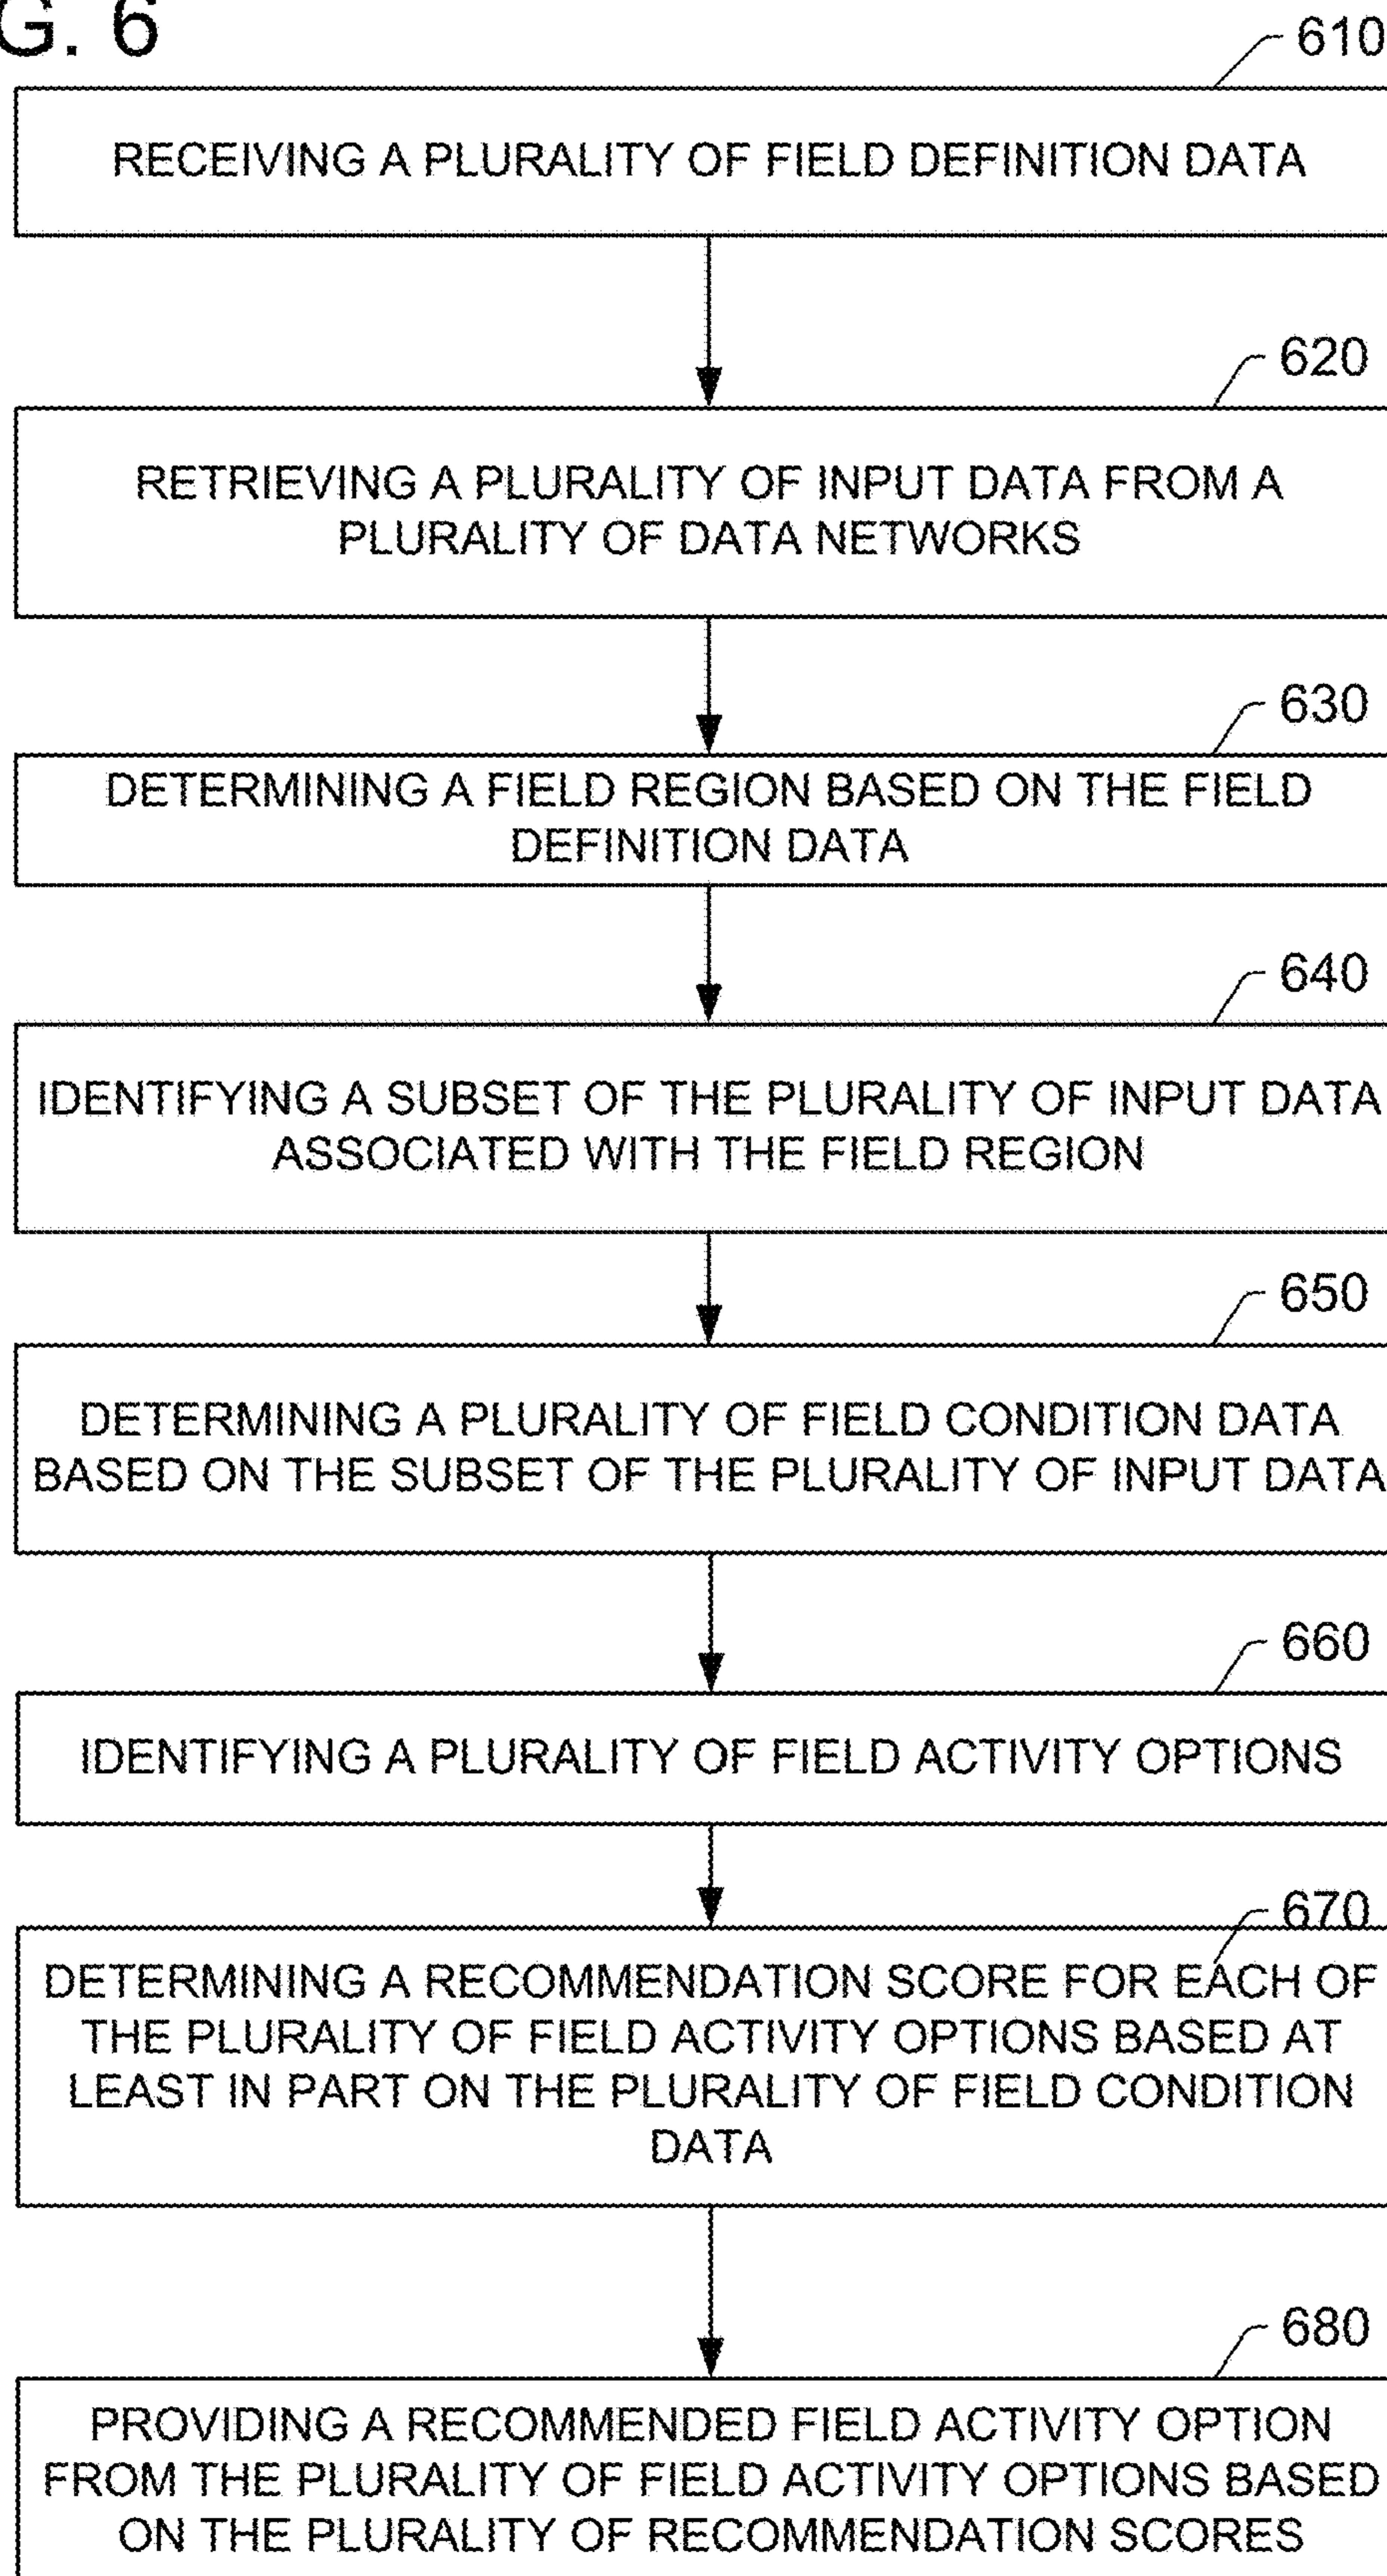 G. 6
610
RECEIVING A PLURALITY OF FIELD DEFINITION DATA
620
RETRIEVING A PLURALITY OF INPUT DATA FROM A
PLURALITY OF DATA NETWORKS
630
DETERMINING A FIELD REGION BASED ON THE FIELD
DEFINITION DATA
640
IDENTIFYING A SUBSET OF THE PLURALITY OF INPUT DATA
ASSOCIATED WITH THE FIELD REGION
650
DETERMINING A PLURALITY OF FIELD CONDITION DATA
BASED ON THE SUBSET OF THE PLURALITY OF INPUT DATA
660
IDENTIFYING A PLURALITY OF FIELD ACTIVITY OPTIONS
670
DETERMINING A RECOMMENDATION SCORE FOR EACH OF
THE PLURALITY OF FIELD ACTIVITY OPTIONS BASED AT
LEAST IN PART ON THE PLURALITY OF FIELD CONDITION
DATA
680
PROVIDING A RECOMMENDED FIELD ACTIVITY OPTION
FROM THE PLURALITY OF FIELD ACTIVITY OPTIONS BASED
ON THE PLURALITY OF RECOMMENDATION SCORES